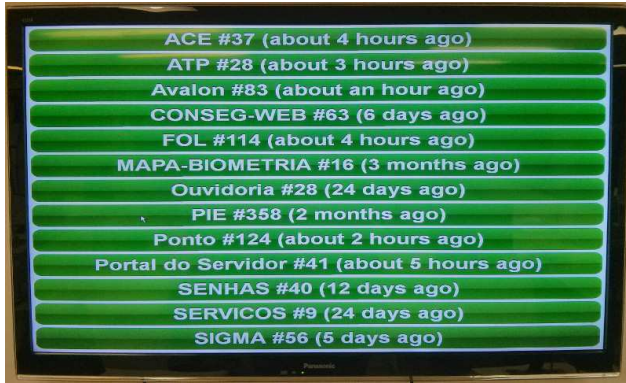 ACE #37 (about 4 hours ago)
ATP #28 (about 3 hours ago)
Avalon #83 (about an hour ago)
CONSEG-WEB #63 (6 days ago)
FOL #114 (about 4 hours ago)
MAPA-BIOMETRIA #16 (3 months ago)
Ouvidoria #28 (24 days ago)
PIE #358 (2 months ago)
Ponto #124 (about 2 hours ago)
Portal do Servidor #41 (about 5 hours ago)
SENHAS #40 (12 days ago)
SERVICOS #9 (24 days ago)
SIGMA #56 (5 days ago)
Panasonic